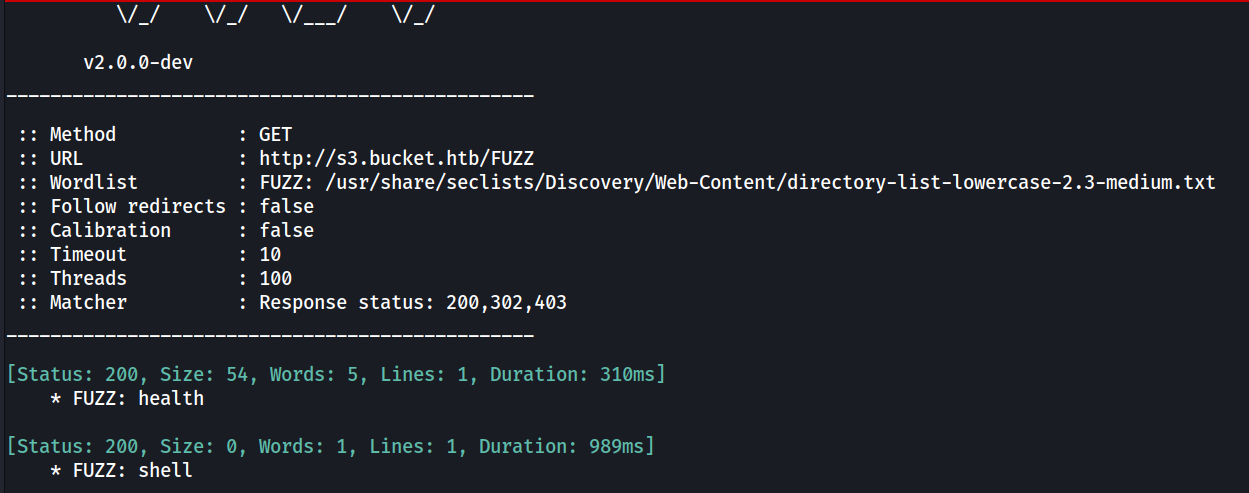 \/_/    \/_/   \/___/    \/_/
v2.0.0-dev
________________________________________________
:: Method           : GET
:: URL              : http://s3.bucket.htb/FUZZ
:: Wordlist         : FUZZ: /usr/share/seclists/Discovery/Web-Content/directory-list-lowercase-2.3-medium.txt
:: Follow redirects : false
:: Calibration      : false
:: Timeout          : 10
:: Threads          : 100
:: Matcher          : Response status: 200,302,403
________________________________________________
[Status: 200, Size: 54, Words: 5, Lines: 1, Duration: 310ms]
* FUZZ: health
[Status: 200, Size: 0, Words: 1, Lines: 1, Duration: 989ms]
* FUZZ: shell